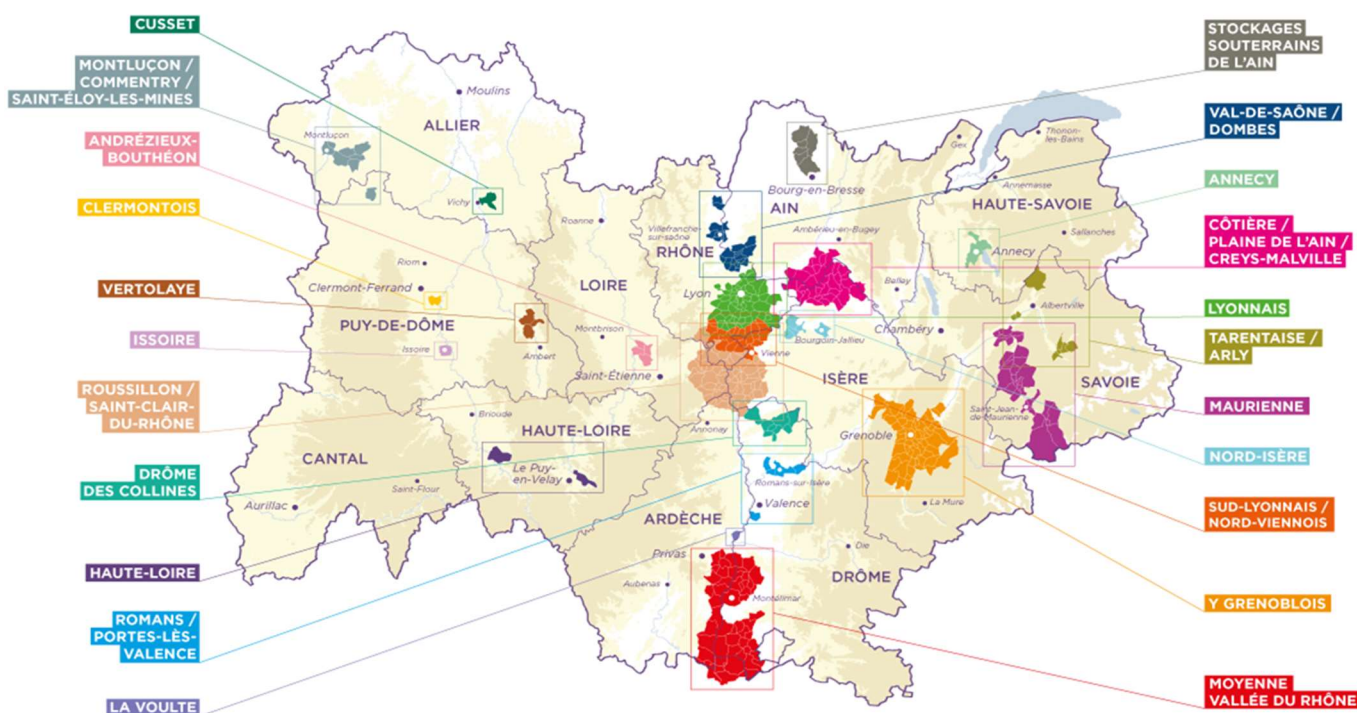 CUSSET
MONTLUÇON /
COMMENTRY /
SAINT-ÉLOY-LES-MINES
ANDRÉZIEUX-
BOUTHÉON
CLERMONTOIS
VERTOLAYE
ISSOIRE
ROUSSILLON /
SAINT-CLAIR-
DU-RHÔNE
DRÔME
DES COLLINES
HAUTE-LOIRE
ROMANS /
PORTES-LÈS-
VALENCE
LA VOULTE
Moulins
ALLIER
Montluçon
Vichy
Roanne
Riom
Clermont-Ferrand
PUY-DE-DÔME
LOIRE
Montbrison
Issoire
Ambert
Saint-Étienne
Brioude
HAUTE-LOIRE
CANTAL
Le Puy-
en-Velay
Saint-Flour
Aurillac
Bourg-en-Bresse
AIN
Villefranche-
sur-saône
RHÔNE
Ambérieu-en-Bugey
Gex
Thonon-
les-Bains
Annemasse
HAUTE-SAVOIE
Sallanches
Annecy
Lyon
Belley
Albertville
Chambéry
Bourgoin-Jallieu
Vienne
ISÈRE
SAVOIE
Saint-Jean-
de-Maurienne
Annonay
Grenoble
Romans-sur-Isère
Valence
La Mure
ARDÈCHE
Privas
Die
DRÔME
Aubenas
Montélimar
STOCKAGES
SOUTERRAINS
DE L'AIN
VAL-DE-SAÔNE /
DOMBES
ANNECY
CÔTIÈRE /
PLAINE DE L'AIN /
CREYS-MALVILLE
LYONNAIS
TARENTAISE /
ARLY
MAURIENNE
NORD-ISÈRE
SUD-LYONNAIS /
NORD-VIENNOIS
Y GRENOBLOIS
MOYENNE
VALLÉE DU RHÔNE